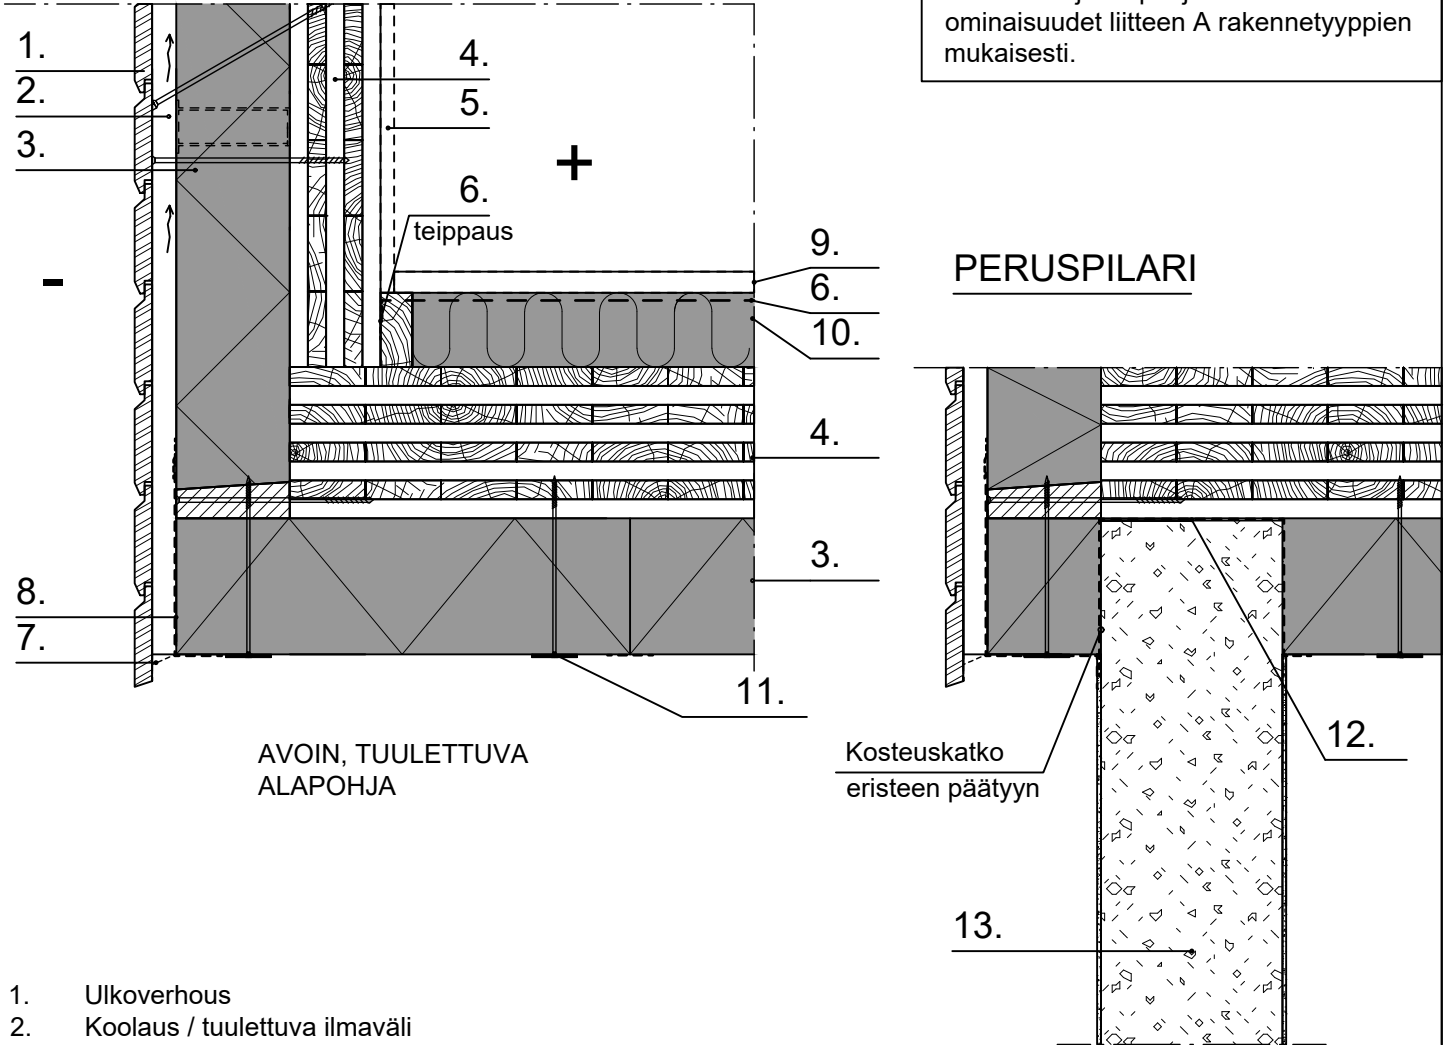 ominaisuudet liitteen A rakennetyyppien
mukaisesti.
1.
2.
3.
4.
5.
+
6.
teippaus
-
9.
6.
10.
4.
3.
8.
7.
11.
AVOIN, TUULETTUVA
ALAPOHJA
PERUSPILARI
Kosteuskatko
eristeen päätyyn
12.
13.
1. Ulkoverhous
2. Koolaus / tuulettuva ilmaväli